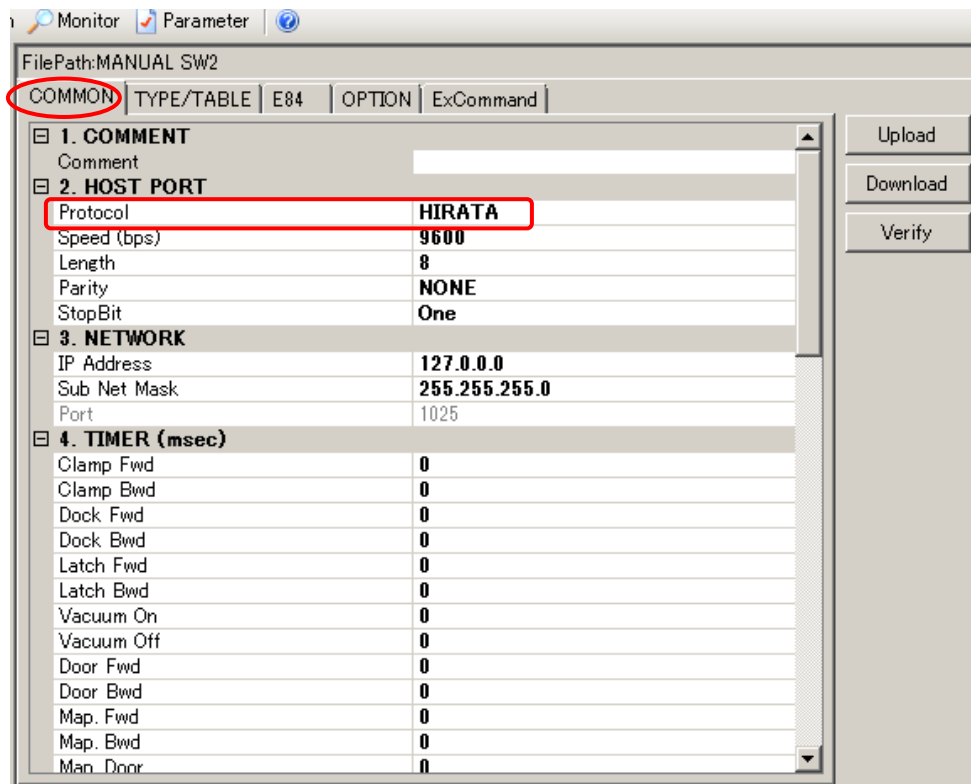 Monitor Parameter
FilePath:MANUAL SW2
COMMON TYPE/TABLE E84 OPTION ExCommand
1. COMMENT
Upload
Comment
2. HOST PORT
Download
Protocol HIRATA
Speed (bps) 9600
Verify
Length 8
Parity NONE
StopBit One
3. NETWORK
IP Address 127.0.0.0
Sub Net Mask 255.255.255.0
Port 1025
4. TIMER (msec)
Clamp Fwd 0
Clamp Bwd 0
Dock Fwd 0
Dock Bwd 0
Latch Fwd 0
Latch Bwd 0
Vacuum On 0
Vacuum Off 0
Door Fwd 0
Door Bwd 0
Map. Fwd 0
Map. Bwd 0
Map. Door 0